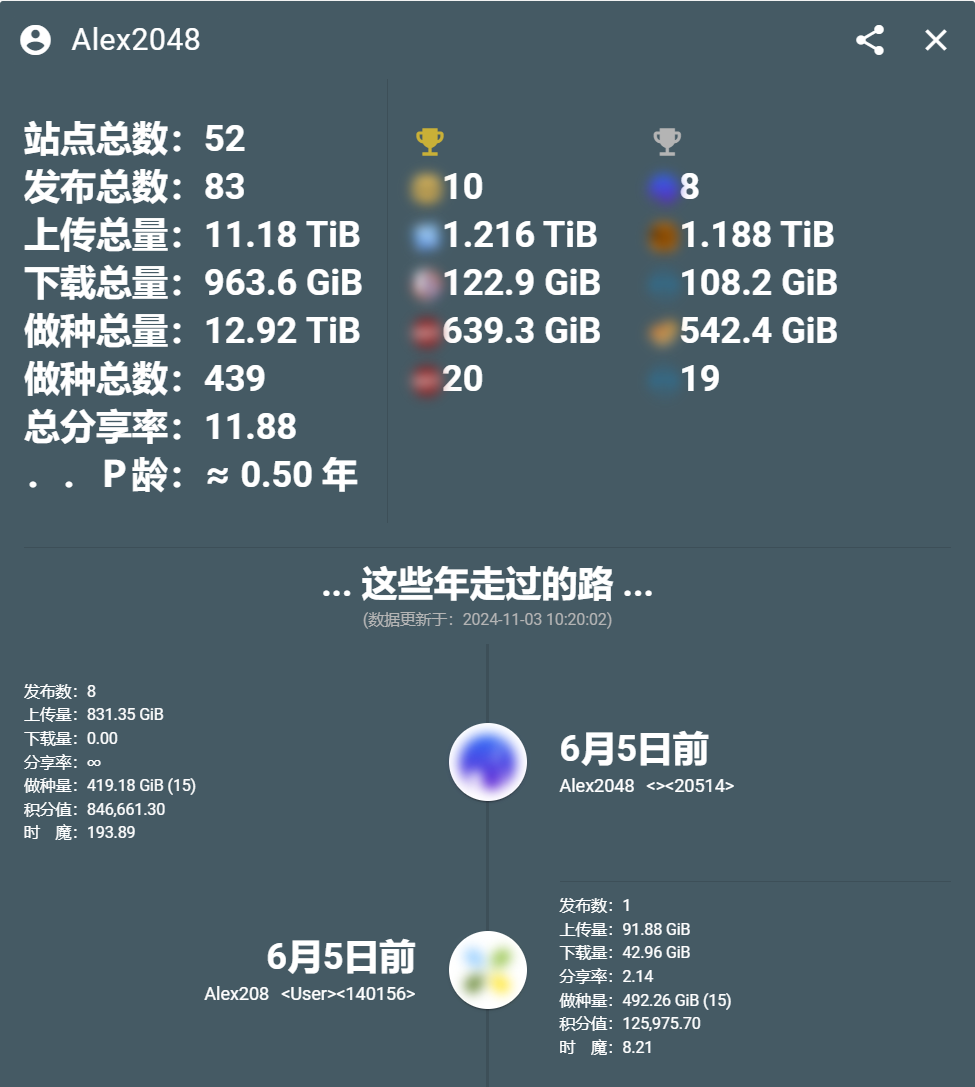 Alex2048
站点总数：52
发布总数：83
上传总量：11.18 TiB
下载总量：963.6 GiB
做种总量：12.92 TiB
做种总数：439
总分享率：11.88
．．P龄：≈ 0.50 年
10
1.216 TiB
122.9 GiB
639.3 GiB
20
8
1.188 TiB
108.2 GiB
542.4 GiB
19
... 这些年走过的路 ...
(数据更新于：2024-11-03 10:20:02)
发布数：8
上传量：831.35 GiB
下载量：0.00
分享率：∞
做种量：419.18 GiB (15)
积分值：846,661.30
时　魔：193.89
6月5日前
Alex2048 <><20514>
6月5日前
Alex208 <User><140156>
发布数：1
上传量：91.88 GiB
下载量：42.96 GiB
分享率：2.14
做种量：492.26 GiB (15)
积分值：125,975.70
时　魔：8.21